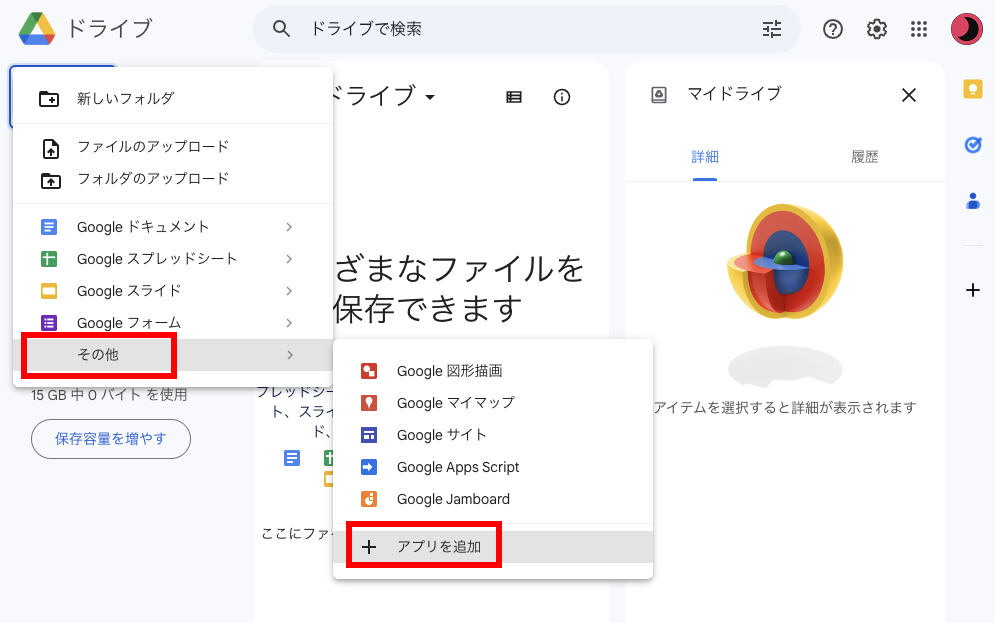 ドライブ
ドライブで検索
新しいフォルダ
ファイルのアップロード
フォルダのアップロード
Google ドキュメント
Google スプレッドシート
Google スライド
Google フォーム
その他
15 GB 中 0 バイト を使用
保存容量を増やす
ドライブ
ざまなファイルを
保存できます
プレッドシー
ト、スライ
ド、
ここにファ
Google 図形描画
Google マイマップ
Google サイト
Google Apps Script
Google Jamboard
アプリを追加
マイドライブ
詳細
履歴
アイテムを選択すると詳細が表示されます